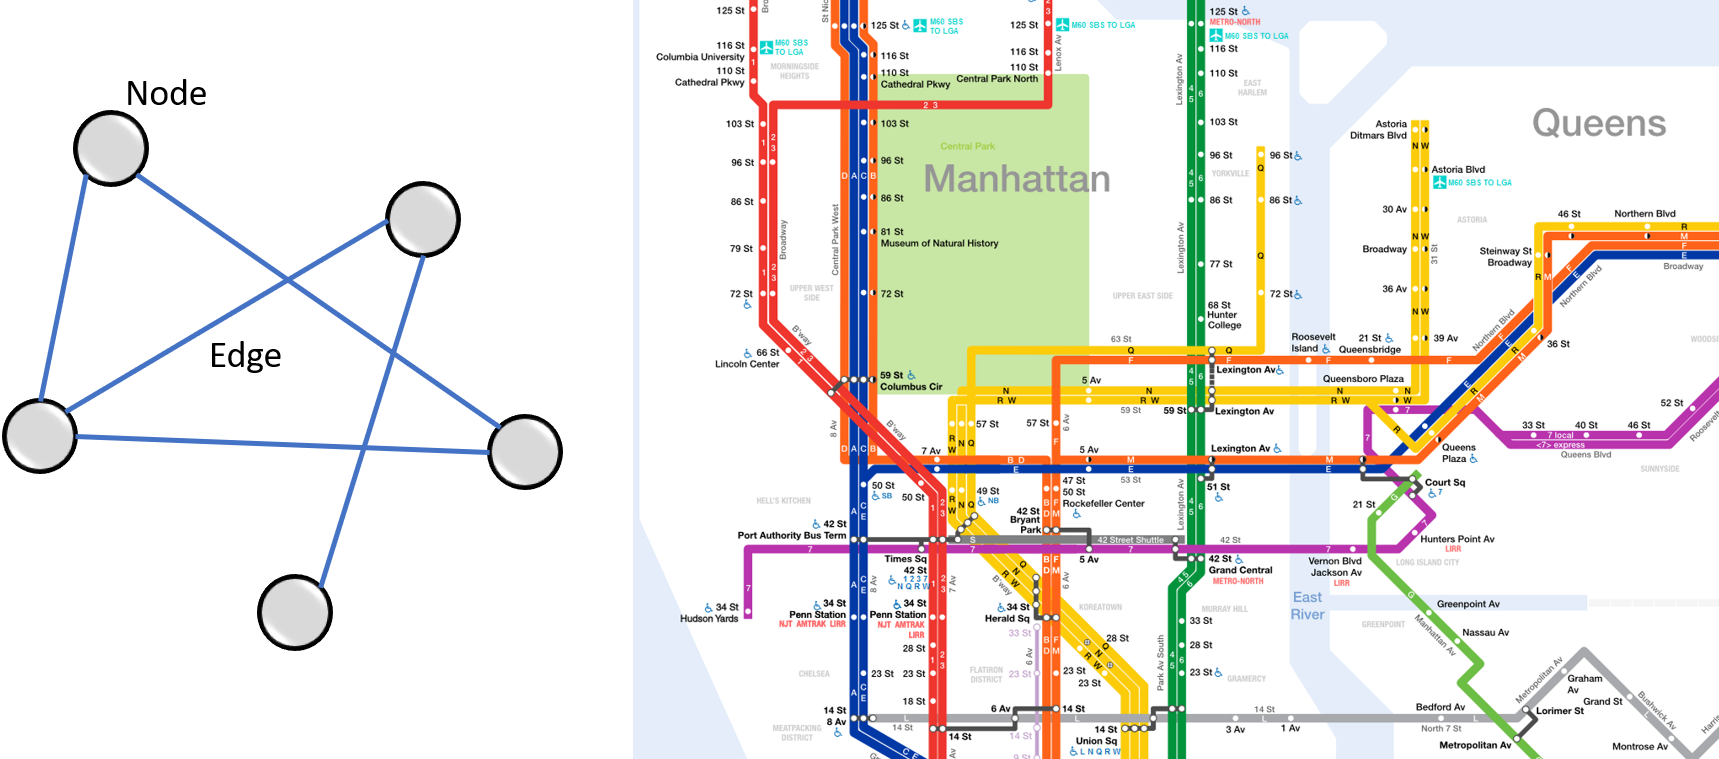 Node
Edge
125 St
116 St
Columbia University
M60 SBS
TO LGA
110 St
Cathedral Pkwy
MORNINGSIDE
HEIGHTS
103 St
96 St
86 St
79 St
72 St
Broadway
UPPER WEST
SIDE
B'way
66 St
Lincoln Center
125 St
M60 SBS
TO LGA
116 St
110 St
Cathedral Pkwy
103 St
96 St
86 St
81 St
Museum of Natural History
72 St
Central Park West
59 St
Columbus Cir
125 St
M60 SBS TO LGA
116 St
110 St
Central Park North
Lenox Av
2 3
Central Park
Manhattan
125 St
METRO-NORTH
M60 SBS TO LGA
116 St
110 St
EAST
HARLEM
103 St
96 St
YORKVILLE
86 St
77 St
68 St
Hunter
College
Lexington Av
Lexington Av
UPPER EAST SIDE
96 St
86 St
72 St
63 St
Lexington Av
Roosevelt
Island
21 St
Queensbridge
Queens
Astoria
Ditmars Blvd
N W
Astoria Blvd
M60 SBS TO LGA
30 Av
ASTORIA
Broadway
31 St
36 Av
39 Av
46 St
Northern Blvd
Steinway St
Broadway
Northern Blvd
Broadway
Northern Blvd
36 St
Queensboro Plaza
52 St
33 St
40 St
46 St
7 local
<7> express
Queens Blvd
SUNNYSIDE
Queens
Plaza
Court Sq
7
21 St
Hunters Point Av
LIRR
LONG ISLAND CITY
Vernon Blvd
Jackson Av
LIRR
5 Av
59 St
59 St
Lexington Av
57 St
57 St
6 Av
8 Av
B'way
7 Av
5 Av
53 St
Lexington Av
51 St
Lexington Av
50 St
SB
50 St
49 St
NB
47 St
50 St
Rockefeller Center
HELL'S KITCHEN
42 St
Port Authority Bus Term
42 St
Bryant
Park
42 Street Shuttle
42 St
5 Av
Times Sq
42 St
1 2 3 7
N Q R W
42 St
Grand Central
METRO-NORTH
34 St
Hudson Yards
34 St
Penn Station
NJT AMTRAK LIRR
34 St
Penn Station
NJT AMTRAK
LIRR
8 Av
7 Av
B'way
6 Av
34 St
Herald Sq
33 St
KOREATOWN
MURRAY HILL
33 St
28 St
28 St
28 St
23 St
23 St
23 St
23 St
23 St
23 St
CHELSEA
FLATIRON
DISTRICT
6 Av
GRAMERCY
Park Av South
18 St
14 St
8 Av
MEATPACKING
DISTRICT
14 St
14 St
6 Av
14 St
14 St
9 St
14 St
Union Sq
L N Q R W
14 St
3 Av
1 Av
East
River
GREENPOINT
Greenpoint Av
Nassau Av
Manhattan Av
Bedford Av
North 7 St
Metropolitan Av
Metropolitan Av
Lorimer St
Graham
Av
Grand St
Bushwick Av
Montrose Av